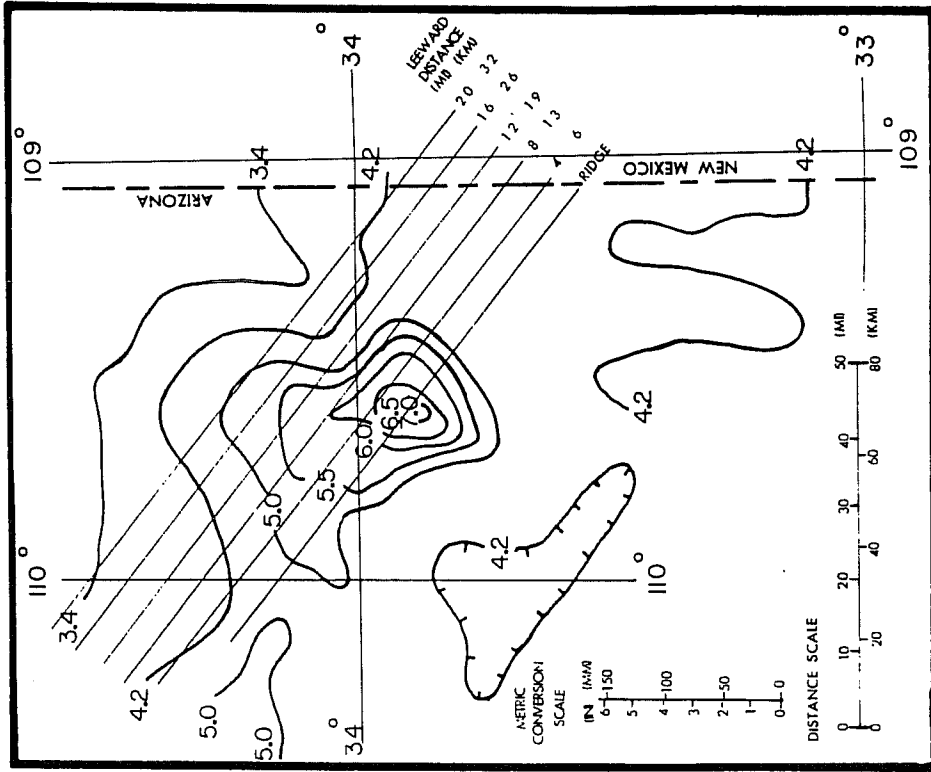 109°
34°
33°
109°
110°
110°
34°
LEEWARD
DISTANCE
(MI) (KM)
20 32
16 26
12 19
8 13
4 6
RIDGE
ARIZONA
NEW MEXICO
3.4
4.2
4.2
3.4
4.2
5.0
5.0
5.0
5.5
6.0
6.5
7.0
4.2
4.2
METRIC
CONVERSION
SCALE
(IN) (MM)
6 150
5
4 100
3
2 50
1
0 0
DISTANCE SCALE
0 10 20 30 40 50 (MI)
0 20 40 60 80 (KM)